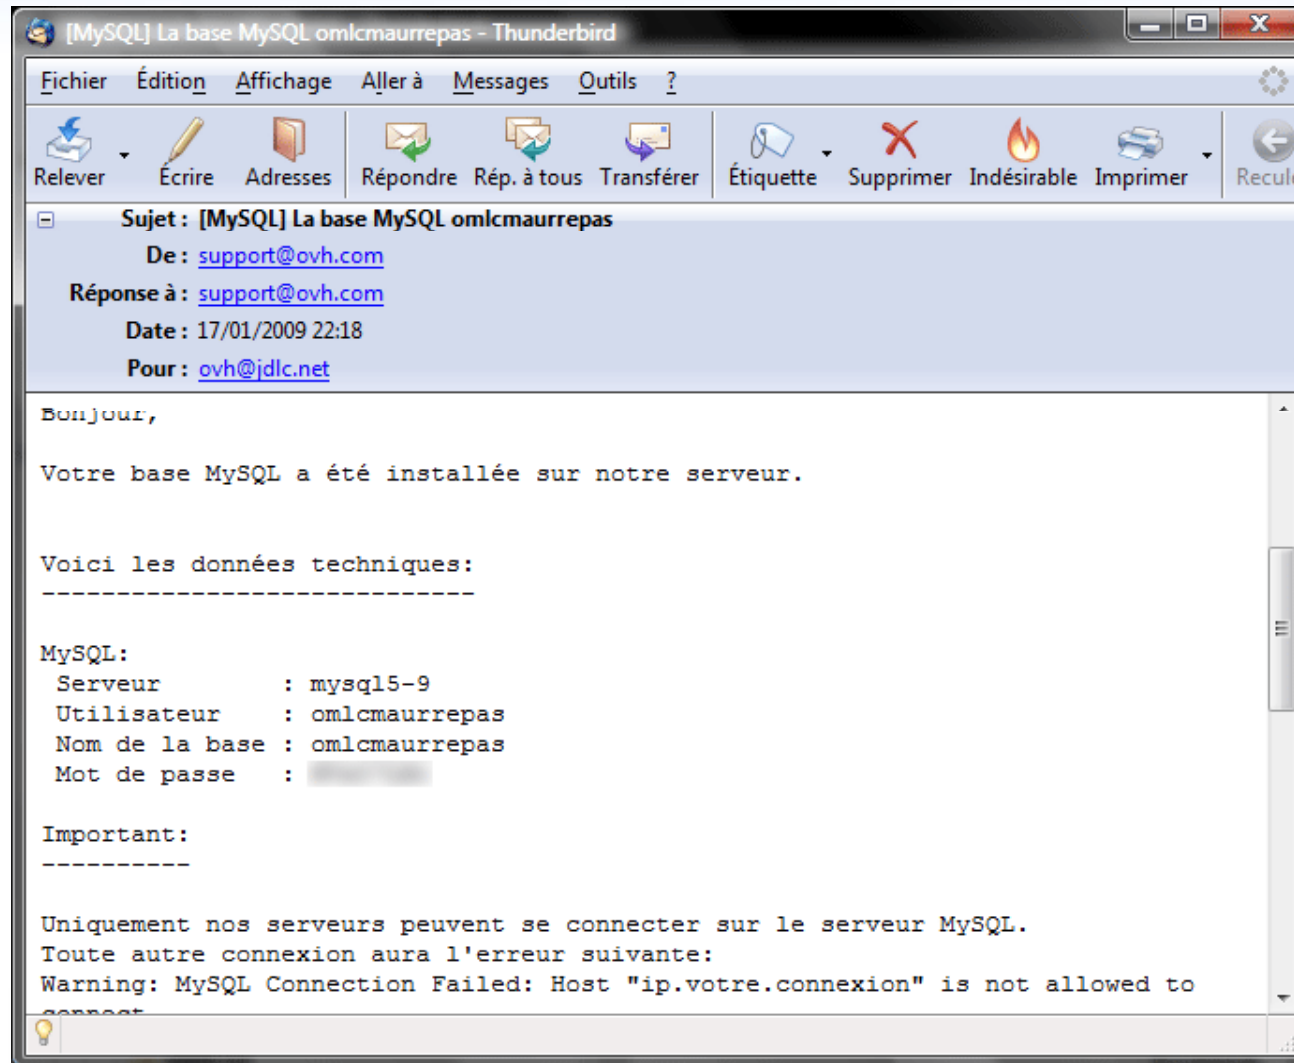 [MySQL] La base MySQL omlcmaurrepas - Thunderbird
Fichier Édition Affichage Aller à Messages Outils ?
Relever Écrire Adresses Répondre Rép. à tous Transférer Étiquette Supprimer Indésirable Imprimer
Sujet : [MySQL] La base MySQL omlcmaurrepas
De : support@ovh.com
Réponse à : support@ovh.com
Date : 17/01/2009 22:18
Pour : ovh@jdlc.net
Bonjour,
Votre base MySQL a été installée sur notre serveur.
Voici les données techniques:
-----------------------------
MySQL:
Serveur : mysql5-9
Utilisateur : omlcmaurrepas
Nom de la base : omlcmaurrepas
Mot de passe :
Important:
----------
Uniquement nos serveurs peuvent se connecter sur le serveur MySQL.
Toute autre connexion aura l'erreur suivante:
Warning: MySQL Connection Failed: Host "ip.votre.connexion" is not allowed to
connect